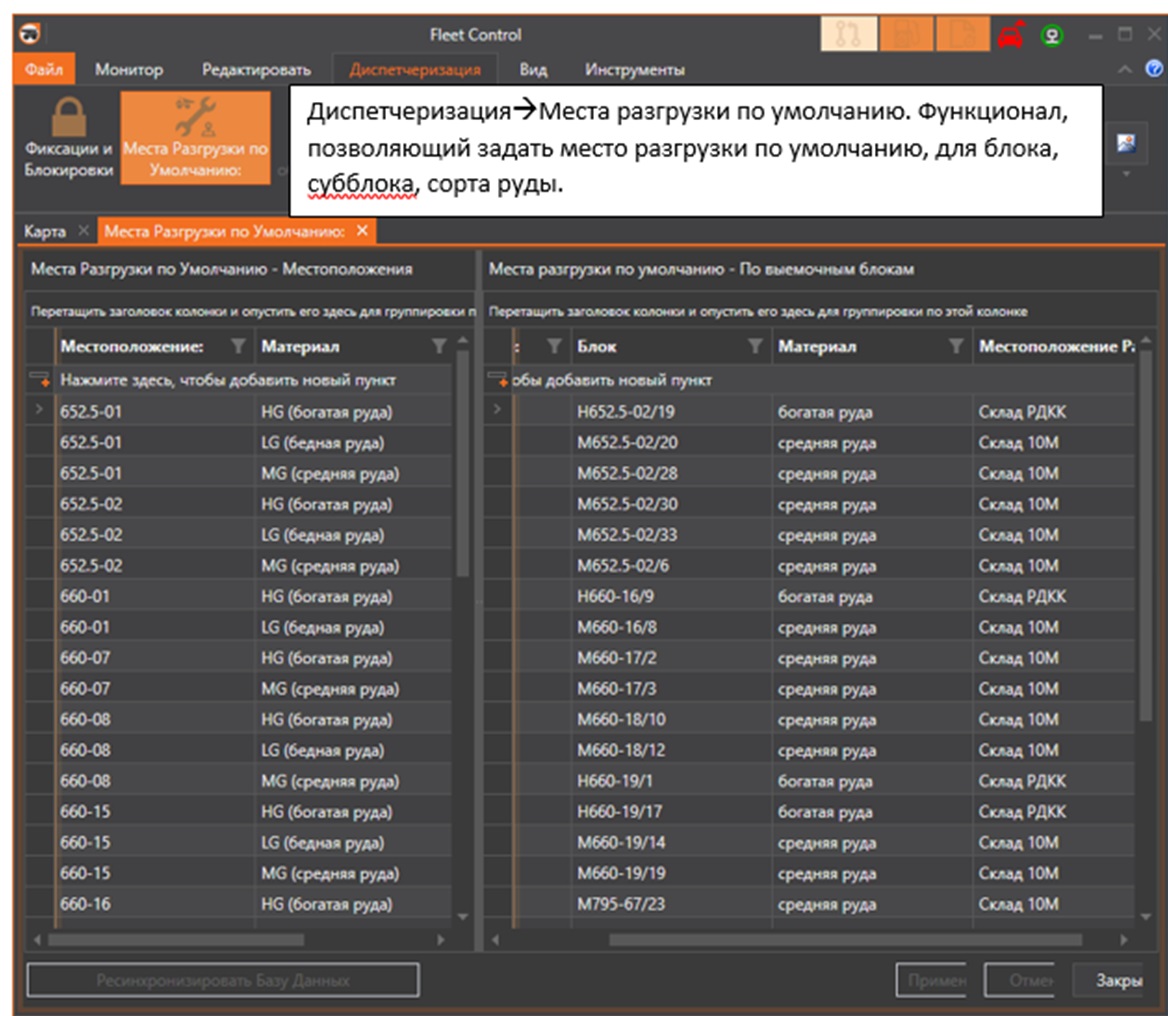 Fleet Control
Файл Монитор Редактировать Диспетчеризация Вид Инструменты
Фиксации и Блокировки
Места Разгрузки по Умолчанию:
Диспетчеризация→Места разгрузки по умолчанию. Функционал,
позволяющий задать место разгрузки по умолчанию, для блока,
субблока, сорта руды.
Карта Места Разгрузки по Умолчанию:
Места Разгрузки по Умолчанию - Местоположения
Перетащить заголовок колонки и опустить его здесь для группировки п
Местоположение: Материал
Нажмите здесь, чтобы добавить новый пункт
652.5-01 HG (богатая руда)
652.5-01 LG (бедная руда)
652.5-01 MG (средняя руда)
652.5-02 HG (богатая руда)
652.5-02 LG (бедная руда)
652.5-02 MG (средняя руда)
660-01 HG (богатая руда)
660-01 LG (бедная руда)
660-07 HG (богатая руда)
660-07 MG (средняя руда)
660-08 HG (богатая руда)
660-08 LG (бедная руда)
660-08 MG (средняя руда)
660-15 HG (богатая руда)
660-15 LG (бедная руда)
660-15 MG (средняя руда)
660-16 HG (богатая руда)
Места разгрузки по умолчанию - По выемочным блокам
Перетащить заголовок колонки и опустить его здесь для группировки по этой колонке
: Блок Материал Местоположение Ра
обы добавить новый пункт
H652.5-02/19 богатая руда Склад РДКК
M652.5-02/20 средняя руда Склад 10М
M652.5-02/28 средняя руда Склад 10М
M652.5-02/30 средняя руда Склад 10М
M652.5-02/33 средняя руда Склад 10М
M652.5-02/6 средняя руда Склад 10М
H660-16/9 богатая руда Склад РДКК
M660-16/8 средняя руда Склад 10М
M660-17/2 средняя руда Склад 10М
M660-17/3 средняя руда Склад 10М
M660-18/10 средняя руда Склад 10М
M660-18/12 средняя руда Склад 10М
H660-19/1 богатая руда Склад РДКК
H660-19/17 богатая руда Склад РДКК
M660-19/14 средняя руда Склад 10М
M660-19/19 средняя руда Склад 10М
M795-67/23 средняя руда Склад 10М
Ресинхронизировать Базу Данных
Примен Отмен Закры